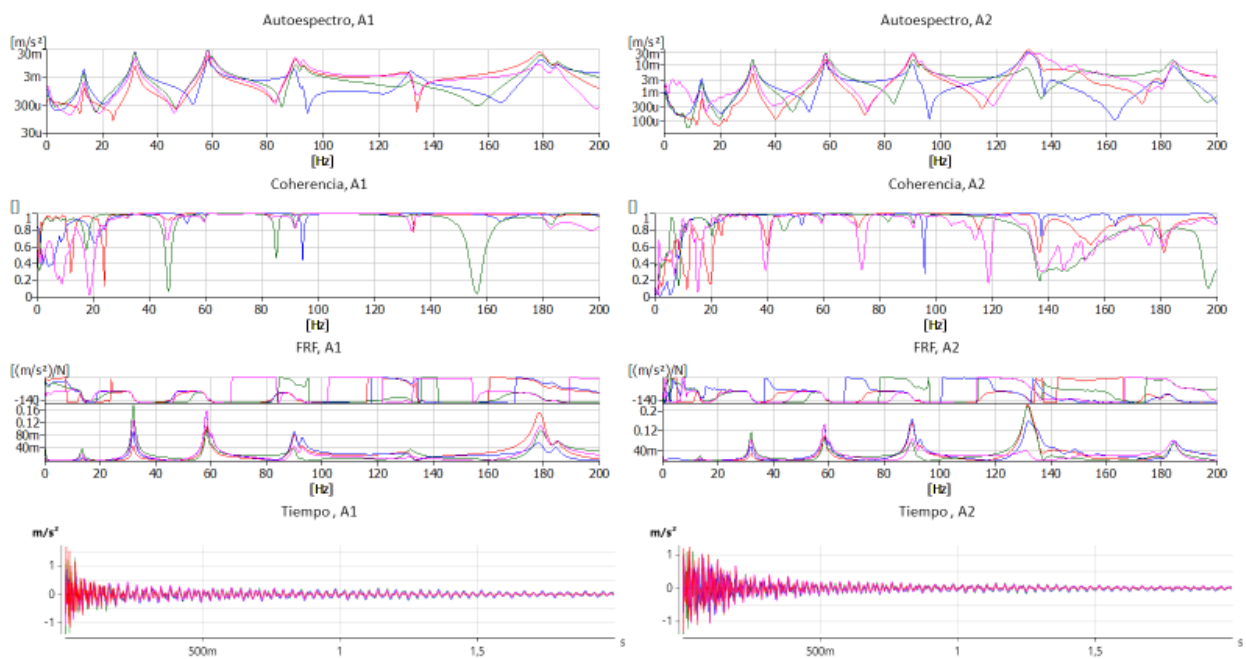 Autoespectro, A1
[m/s²]
30m
3m
300u
30u
0 20 40 60 80 100 120 140 160 180 200
[Hz]
Coherencia, A1
[]
1
0.8
0.6
0.4
0.2
0
0 20 40 60 80 100 120 140 160 180 200
[Hz]
FRF, A1
[(m/s²)/N]
-140
0.16
0.12
80m
40m
0 20 40 60 80 100 120 140 160 180 200
[Hz]
Tiempo , A1
m/s²
1
0
-1
500m 1 1,5 s
Autoespectro, A2
[m/s²]
30m
10m
3m
1m
300u
100u
0 20 40 60 80 100 120 140 160 180 200
[Hz]
Coherencia, A2
[]
1
0.8
0.6
0.4
0.2
0
0 20 40 60 80 100 120 140 160 180 200
[Hz]
FRF, A2
[(m/s²)/N]
-140
0.2
0.12
40m
0 20 40 60 80 100 120 140 160 180 200
[Hz]
Tiempo , A2
m/s²
1
0
-1
500m 1 1,5 s